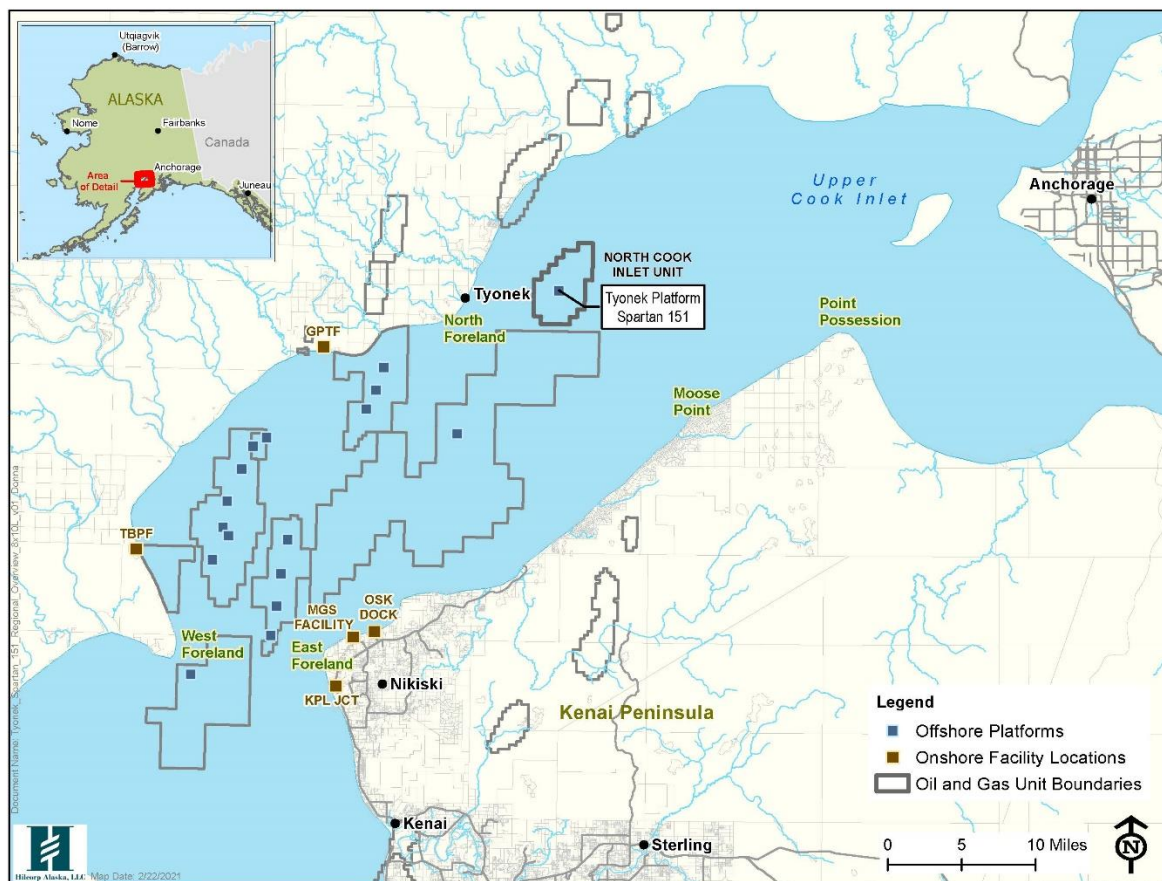 Utqiagvik
(Barrow)
ALASKA
Nome
Fairbanks
Canada
Anchorage
Area
of Detail
Juneau
Upper
Cook Inlet
Anchorage
NORTH COOK
INLET UNIT
Tyonek
Tyonek Platform
Spartan 151
North
Foreland
Point
Possession
GPTF
Moose
Point
TBPF
OSK
DOCK
MGS
FACILITY
West
Foreland
East
Foreland
KPL JCT
Nikiski
Kenai Peninsula
Kenai
Sterling
Legend
Offshore Platforms
Onshore Facility Locations
Oil and Gas Unit Boundaries
0 5 10 Miles
N
Document Name: Tyonek_Spartan_151_Regional_Overview_8x10L_v01_Donna
Hilcorp Alaska, LLC
Map Date: 2/22/2021